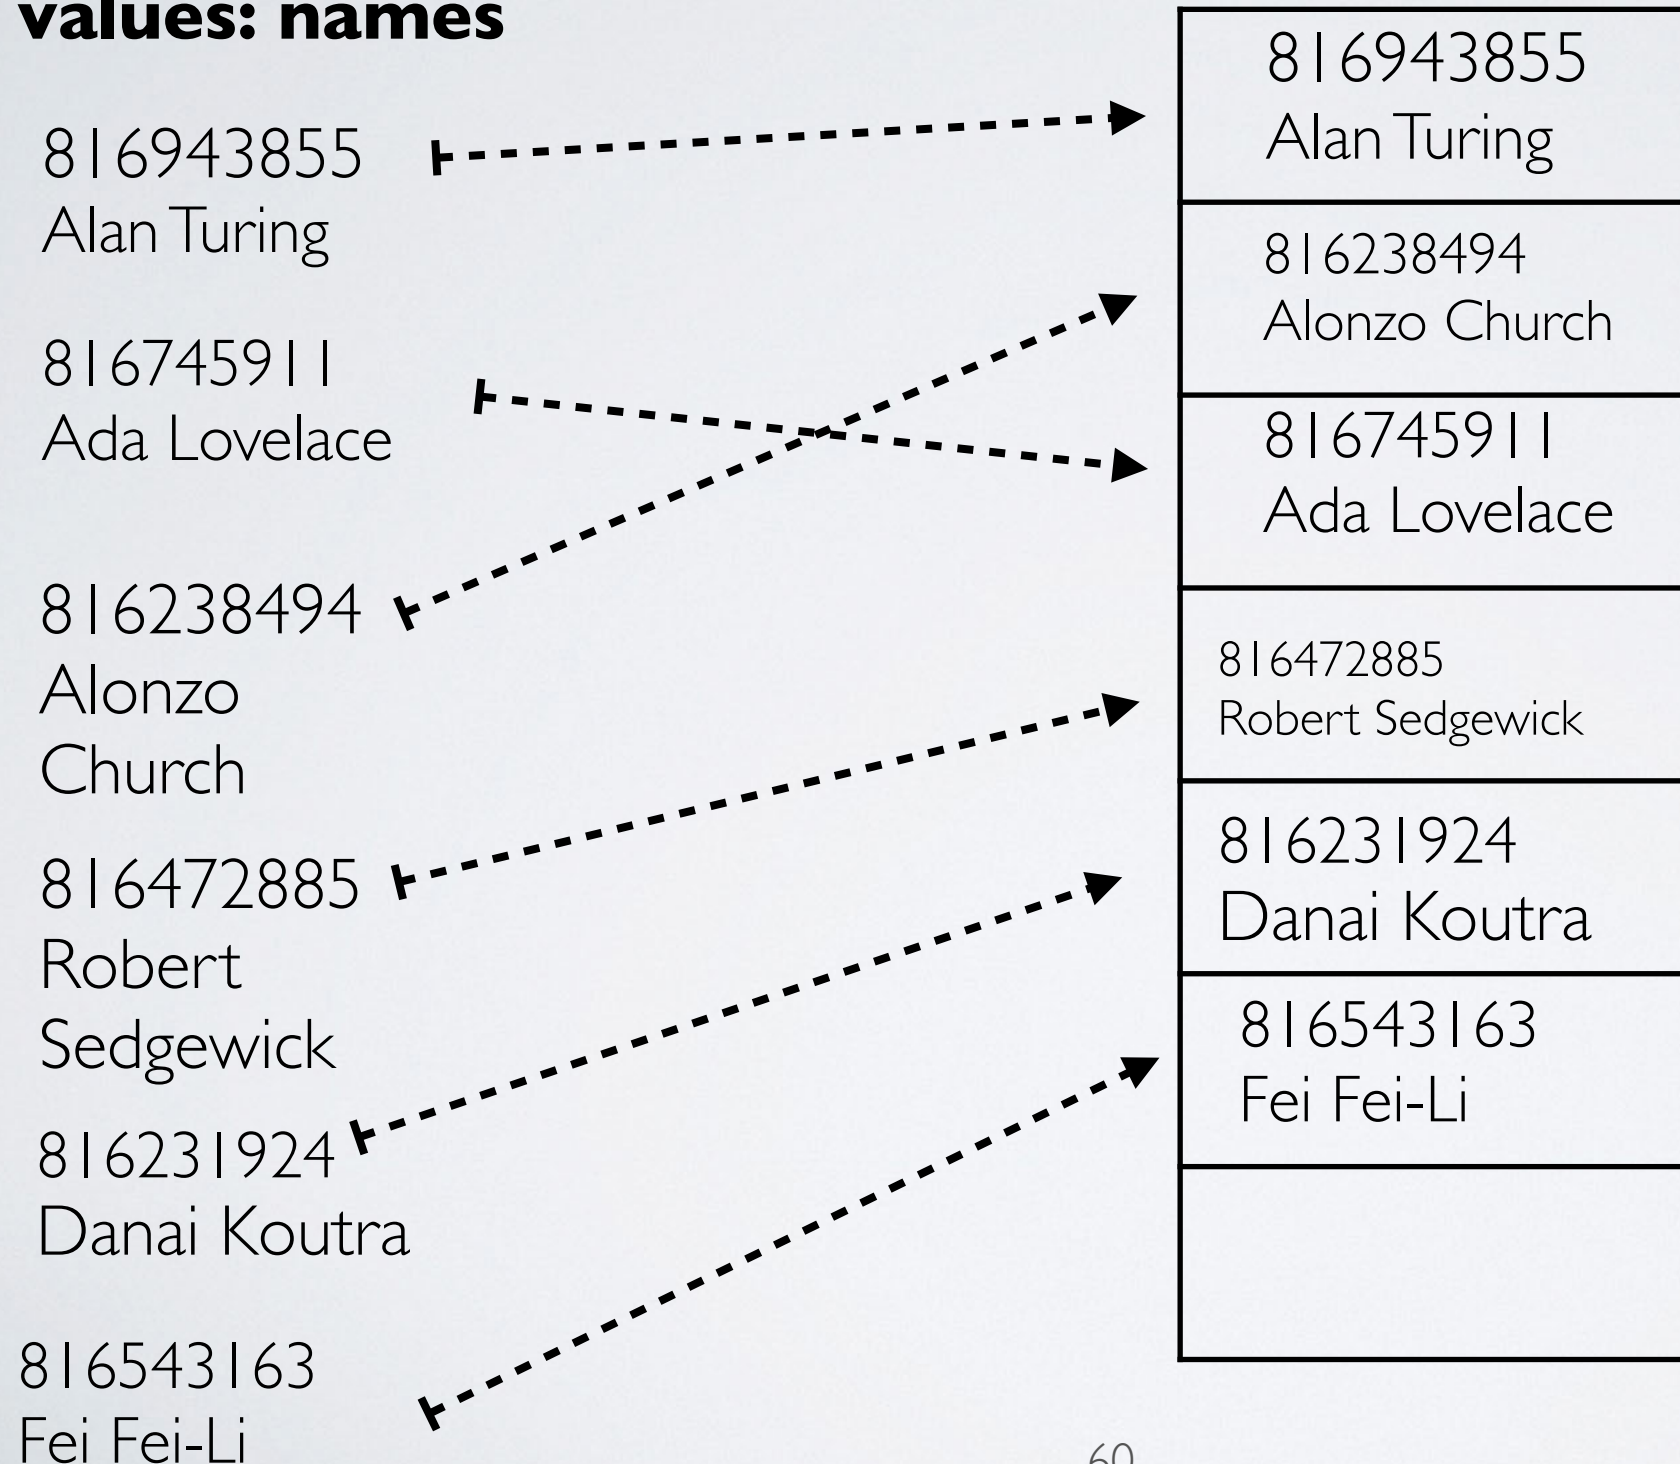 values: names
816943855
Alan Turing
816745911
Ada Lovelace
816238494
Alonzo
Church
816472885
Robert
Sedgewick
816231924
Danai Koutra
816543163
Fei Fei-Li
816943855
Alan Turing
816238494
Alonzo Church
816745911
Ada Lovelace
816472885
Robert Sedgewick
816231924
Danai Koutra
816543163
Fei Fei-Li
60